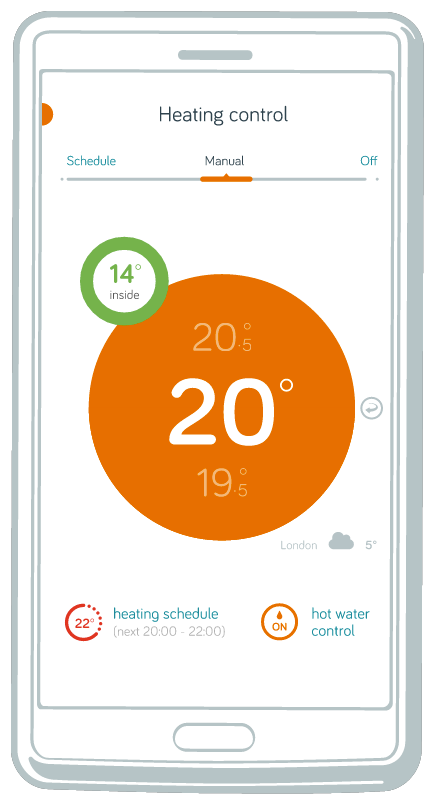 Heating control
Schedule Manual Off
14°
inside
20.5°
20°
19.5°
London 5°
22° heating schedule
(next 20:00 - 22:00)
ON hot water
control